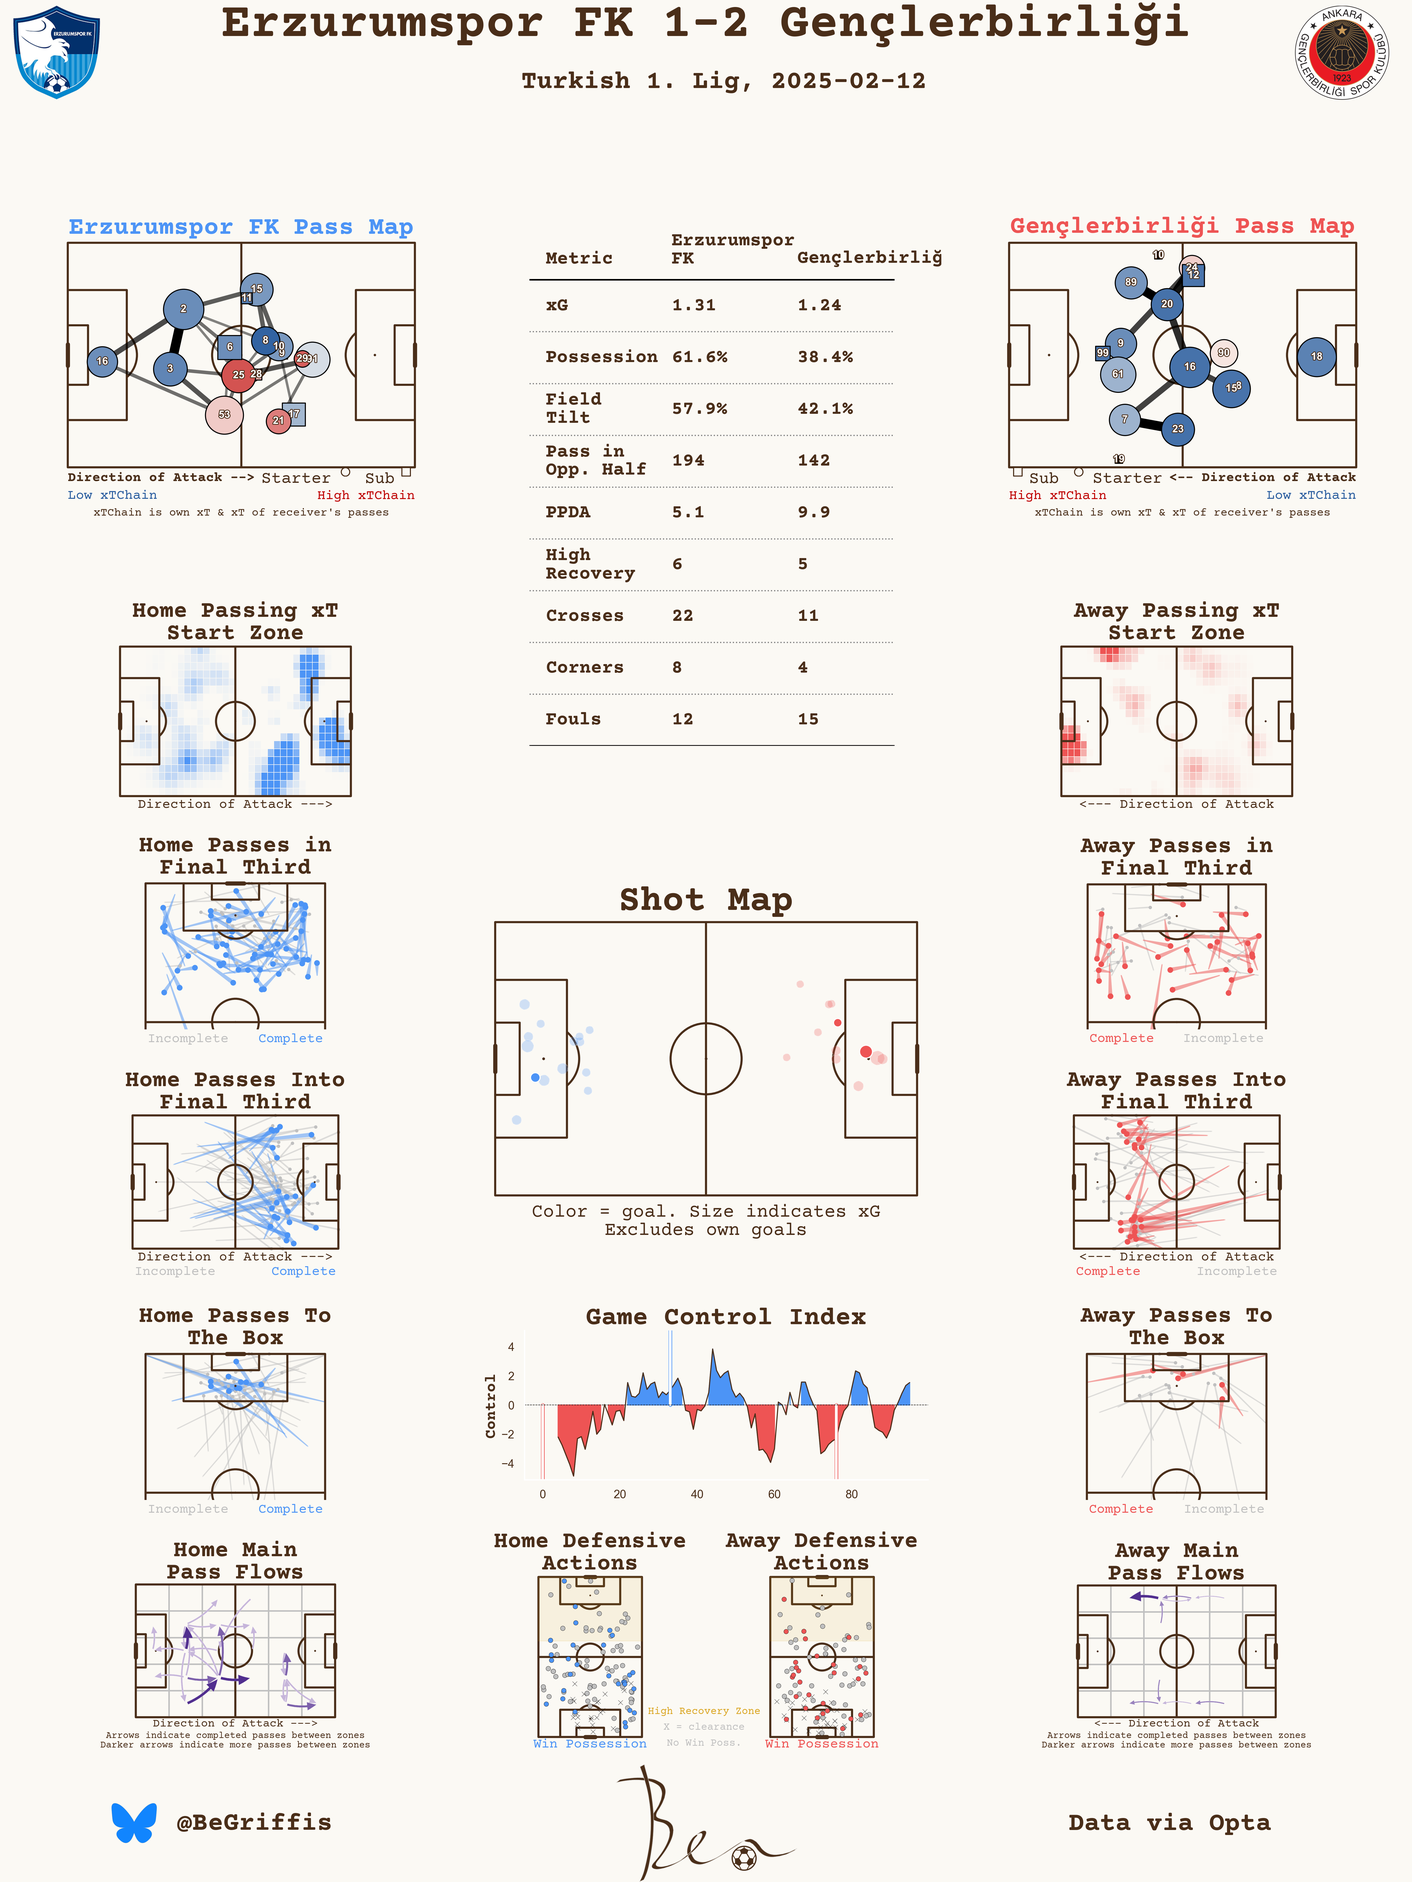 Erzurumspor FK 1-2 Gençlerbirliği
Turkish 1. Lig, 2025-02-12
ERZURUMSPOR FK
ANKARA
GENÇLERBİRLİĞİ SPOR KULÜBÜ
1923
Erzurumspor FK Pass Map
16
2
3
53
15
11
6
8
10
9
25
28
29
31
21
17
Direction of Attack --> Starter Sub
Low xTChain High xTChain
xTChain is own xT & xT of receiver's passes
Metric Erzurumspor FK Gençlerbirliğ
xG 1.31 1.24
Possession 61.6% 38.4%
Field Tilt 57.9% 42.1%
Pass in Opp. Half 194 142
PPDA 5.1 9.9
High Recovery 6 5
Crosses 22 11
Corners 8 4
Fouls 12 15
Gençlerbirliği Pass Map
10
24
12
89
20
9
99
61
16
90
15
8
18
7
23
19
Sub Starter <-- Direction of Attack
High xTChain Low xTChain
xTChain is own xT & xT of receiver's passes
Home Passing xT
Start Zone
Direction of Attack --->
Away Passing xT
Start Zone
<--- Direction of Attack
Home Passes in
Final Third
Incomplete Complete
Away Passes in
Final Third
Complete Incomplete
Shot Map
Color = goal. Size indicates xG
Excludes own goals
Home Passes Into
Final Third
Direction of Attack --->
Incomplete Complete
Away Passes Into
Final Third
<--- Direction of Attack
Complete Incomplete
Home Passes To
The Box
Incomplete Complete
Game Control Index
Control
4
2
0
−2
−4
0 20 40 60 80
Away Passes To
The Box
Complete Incomplete
Home Main
Pass Flows
Direction of Attack --->
Arrows indicate completed passes between zones
Darker arrows indicate more passes between zones
Home Defensive
Actions
Win Possession
Away Defensive
Actions
Win Possession
High Recovery Zone
X = clearance
No Win Poss.
Away Main
Pass Flows
<--- Direction of Attack
Arrows indicate completed passes between zones
Darker arrows indicate more passes between zones
@BeGriffis
Ben
Data via Opta